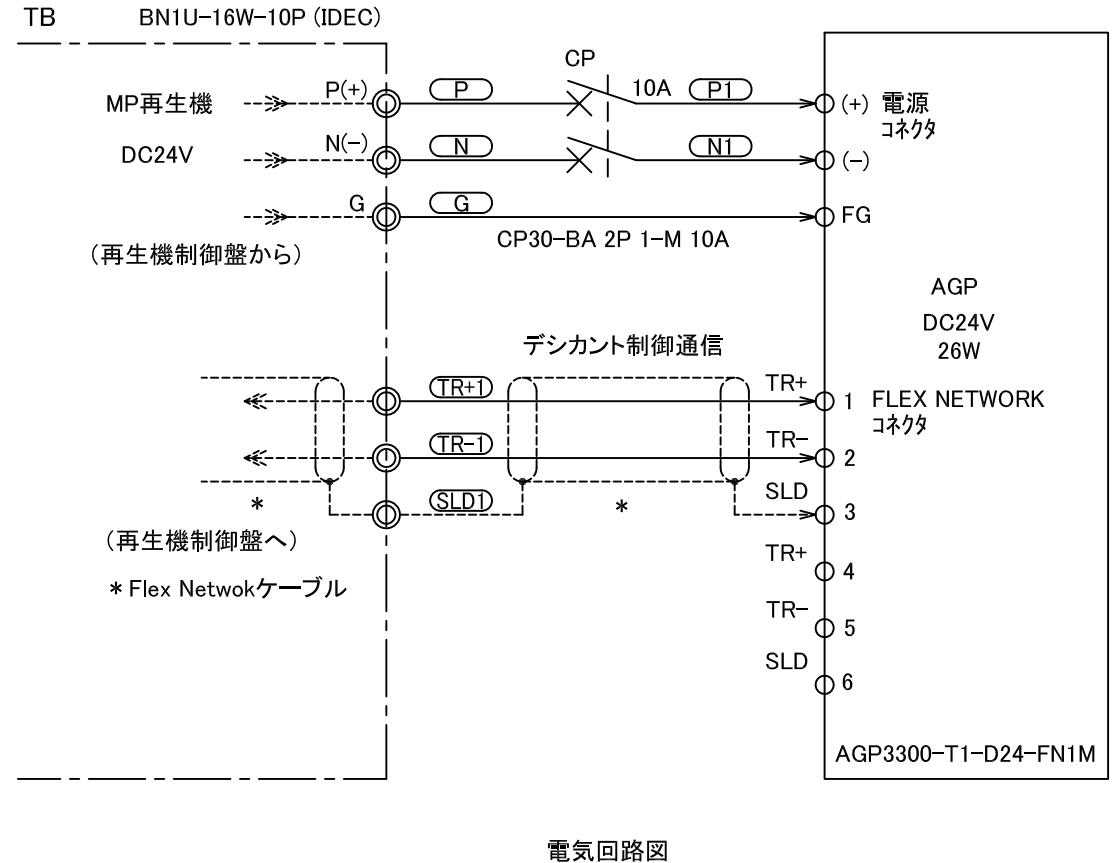 TB
BN1U-16W-10P (IDEC)
MP再生機
DC24V
P(+)
P
CP
10A
P1
(+) 電源
コネクタ
N(-)
N
N1
(-)
G
G
FG
(再生機制御盤から)
CP30-BA 2P 1-M 10A
AGP
DC24V
26W
デシカント制御通信
TR+1
TR+
1 FLEX NETWORK
コネクタ
TR-1
TR-
2
*
SLD1
*
SLD
3
(再生機制御盤へ)
* Flex Netwokケーブル
TR+
4
TR-
5
SLD
6
AGP3300-T1-D24-FN1M
電気回路図